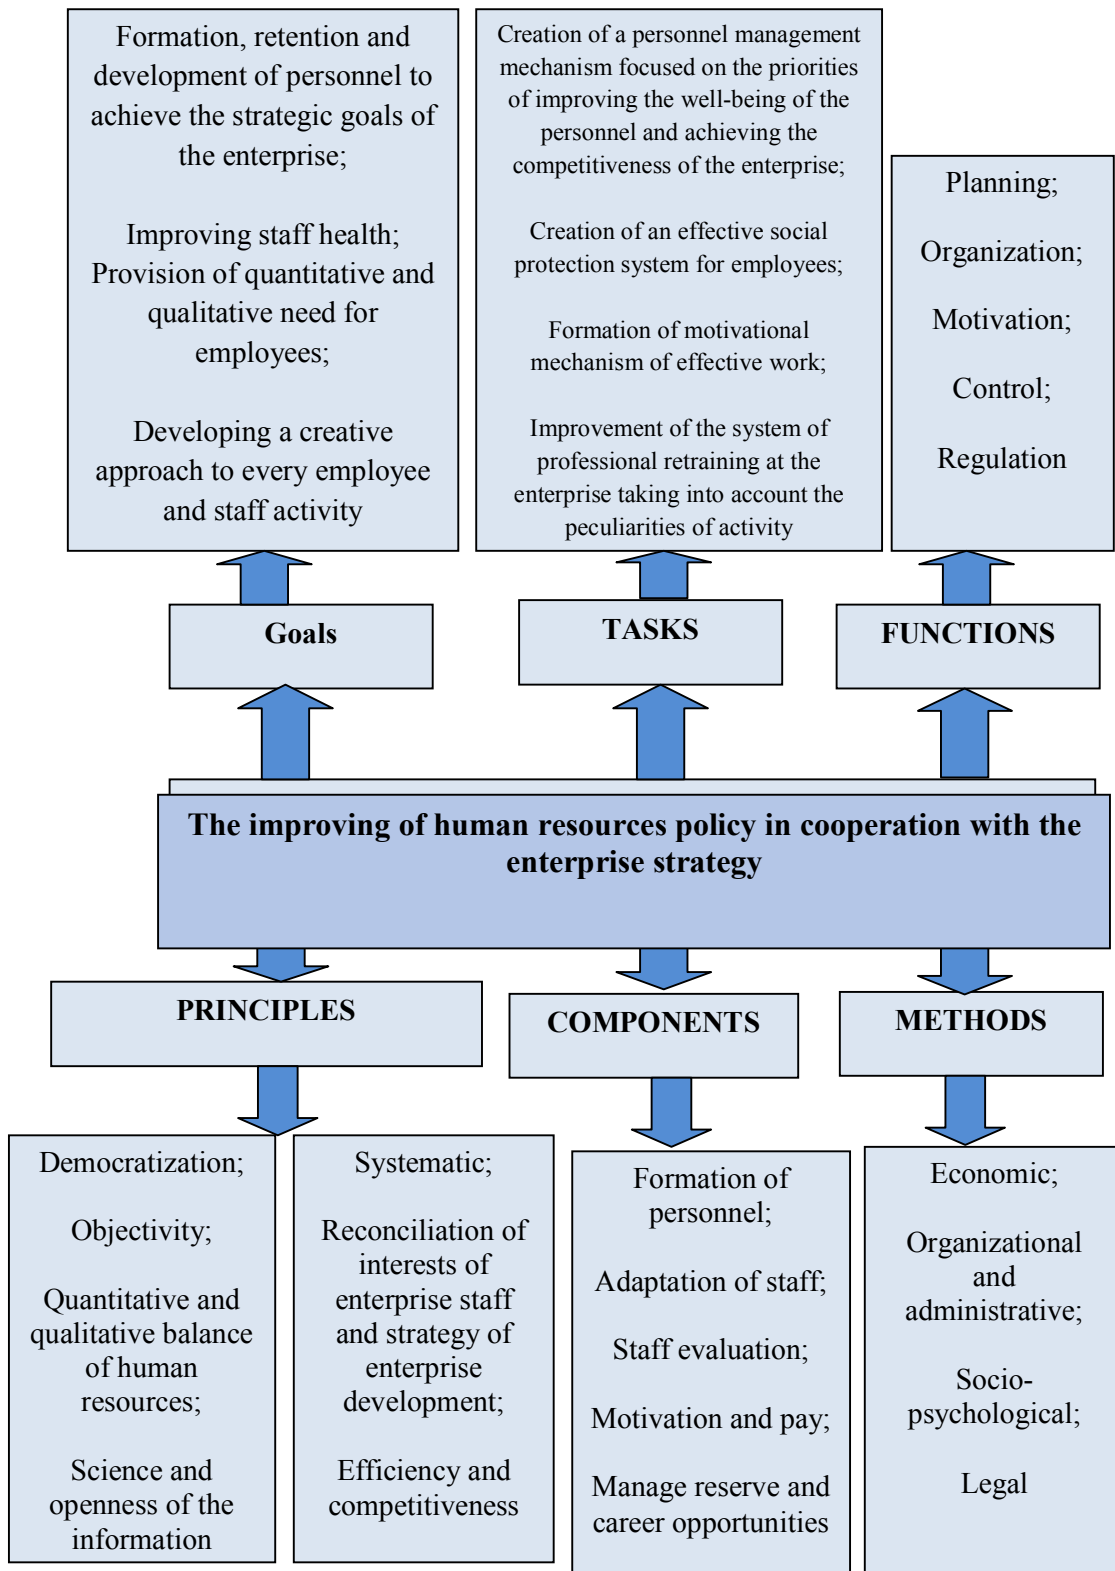 Formation, retention and
development of personnel to
achieve the strategic goals of
the enterprise;
Improving staff health;
Provision of quantitative and
qualitative need for
employees;
Developing a creative
approach to every employee
and staff activity
Creation of a personnel management
mechanism focused on the priorities
of improving the well-being of the
personnel and achieving the
competitiveness of the enterprise;
Creation of an effective social
protection system for employees;
Formation of motivational
mechanism of effective work;
Improvement of the system of
professional retraining at the
enterprise taking into account the
peculiarities of activity
Planning;
Organization;
Motivation;
Control;
Regulation
Goals
TASKS
FUNCTIONS
The improving of human resources policy in cooperation with the
enterprise strategy
PRINCIPLES
COMPONENTS
METHODS
Democratization;
Objectivity;
Quantitative and
qualitative balance
of human
resources;
Science and
openness of the
information
Systematic;
Reconciliation of
interests of
enterprise staff
and strategy of
enterprise
development;
Efficiency and
competitiveness
Formation of
personnel;
Adaptation of staff;
Staff evaluation;
Motivation and pay;
Manage reserve and
career opportunities
Economic;
Organizational
and
administrative;
Socio-
psychological;
Legal